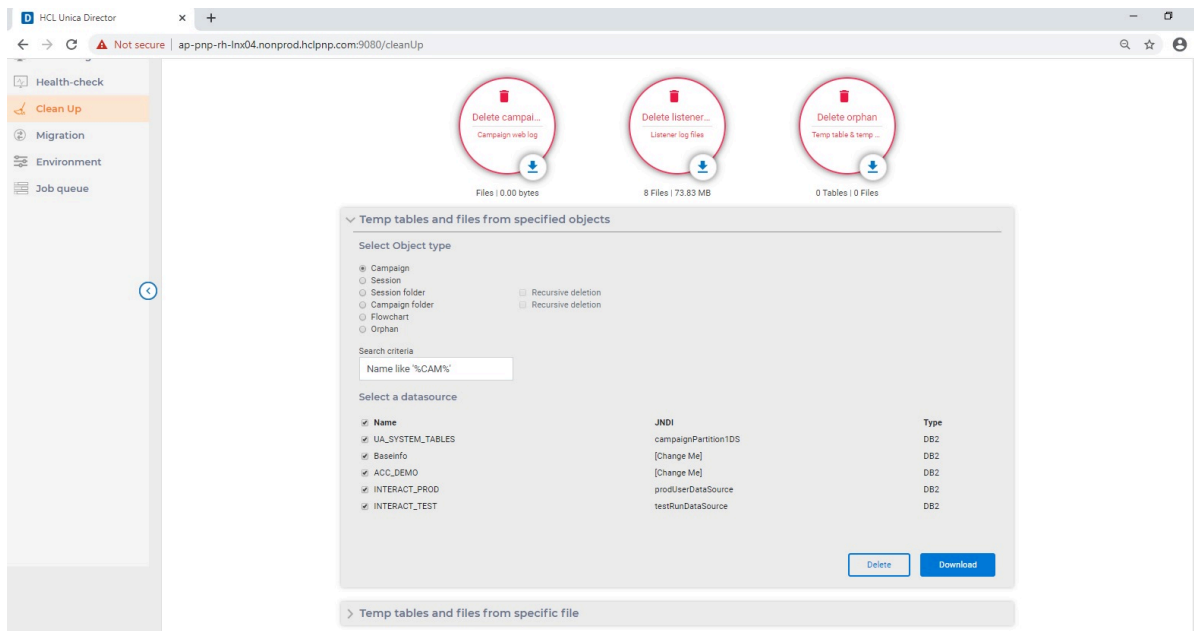 HCL Unica Director
Not secure | ap-pnp-rh-lnx04.nonprod.hclpnp.com:9080/cleanUp
Health-check
Clean Up
Migration
Environment
Job queue
Delete campai...
Campaign web log
Files | 0.00 bytes
Delete listener...
Listener log files
8 Files | 73.83 MB
Delete orphan
Temp table & temp ...
0 Tables | 0 Files
Temp tables and files from specified objects
Select Object type
Campaign
Session
Session folder Recursive deletion
Campaign folder Recursive deletion
Flowchart
Orphan
Search criteria
Name like '%CAM%'
Select a datasource
Name JNDI Type
UA_SYSTEM_TABLES campaignPartition1DS DB2
Baseinfo [Change Me] DB2
ACC_DEMO [Change Me] DB2
INTERACT_PROD prodUserDataSource DB2
INTERACT_TEST testRunDataSource DB2
Delete Download
Temp tables and files from specific file